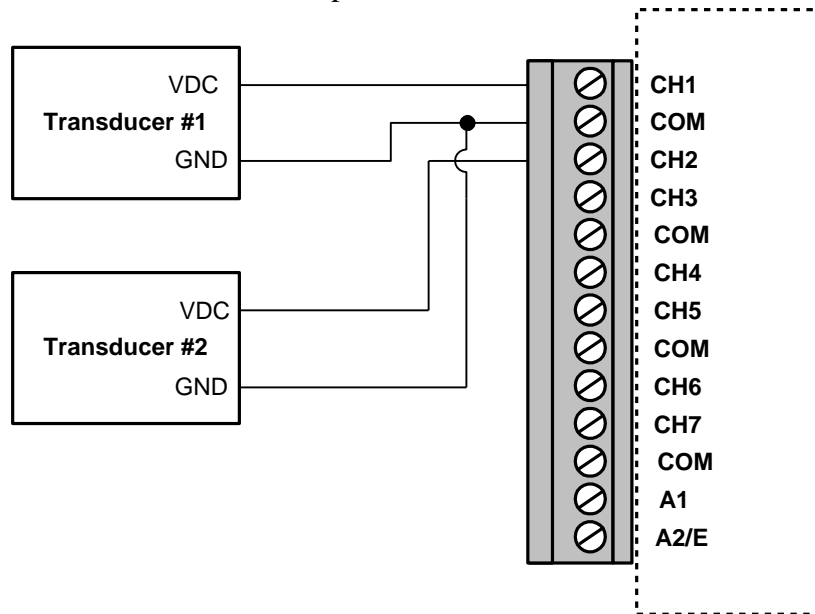 VDC
Transducer #1
GND
VDC
Transducer #2
GND
CH1
COM
CH2
CH3
COM
CH4
CH5
COM
CH6
CH7
COM
A1
A2/E